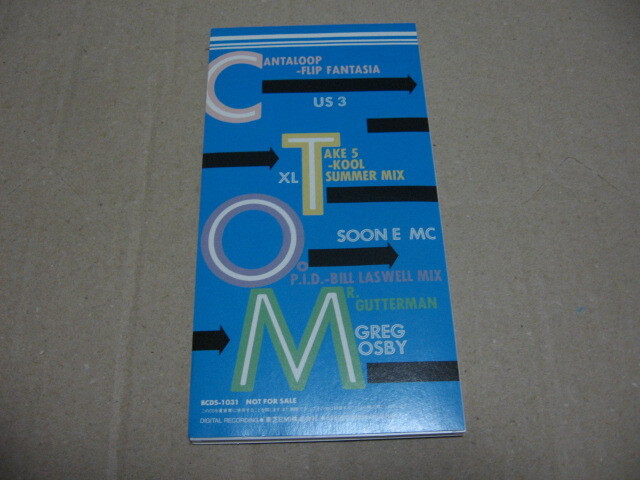 CANTALOOP
-FLIP FANTASIA
US 3
TAKE 5
-KOOL
XL SUMMER MIX
SOON E MC
O.P.I.D.-BILL LASWELL MIX
MR.
GUTTERMAN
GREG
OSBY
BCDS-1031 NOT FOR SALE
DIGITAL RECORDING